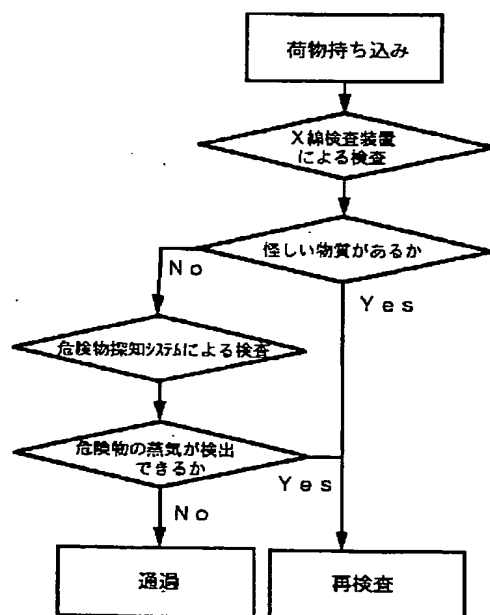 荷物持ち込み
X綿検査装置
による検査
怪しい物質があるか
No
Yes
危険物探知システムによる検査
危険物の蒸気が検出
できるか
Yes
No
通過
再検査